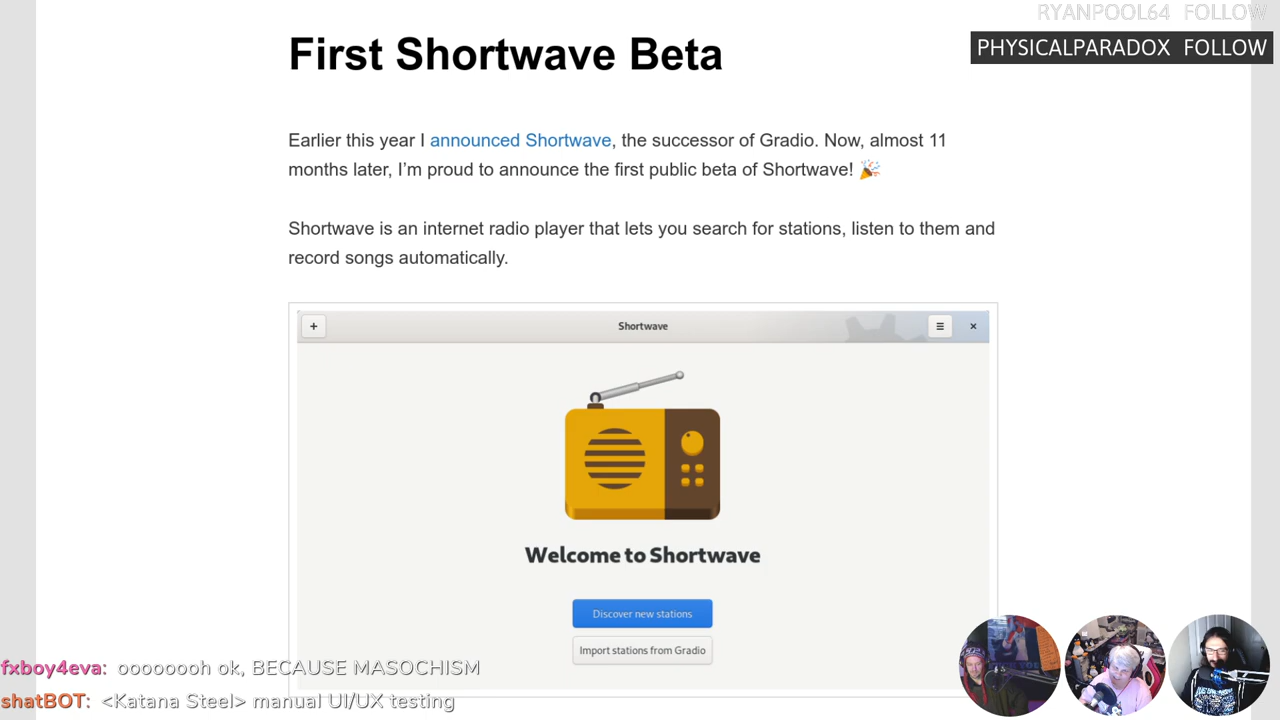 RYANPOOL64 FOLLOW
PHYSICALPARADOX FOLLOW
First Shortwave Beta
Earlier this year I announced Shortwave, the successor of Gradio. Now, almost 11
months later, I’m proud to announce the first public beta of Shortwave! 🎉
Shortwave is an internet radio player that lets you search for stations, listen to them and
record songs automatically.
+ Shortwave ☰ ×
Welcome to Shortwave
Discover new stations
Import stations from Gradio
fxboy4eva: oooooooh ok, BECAUSE MASOCHISM
shatBOT: <Katana Steel> manual UI/UX testing